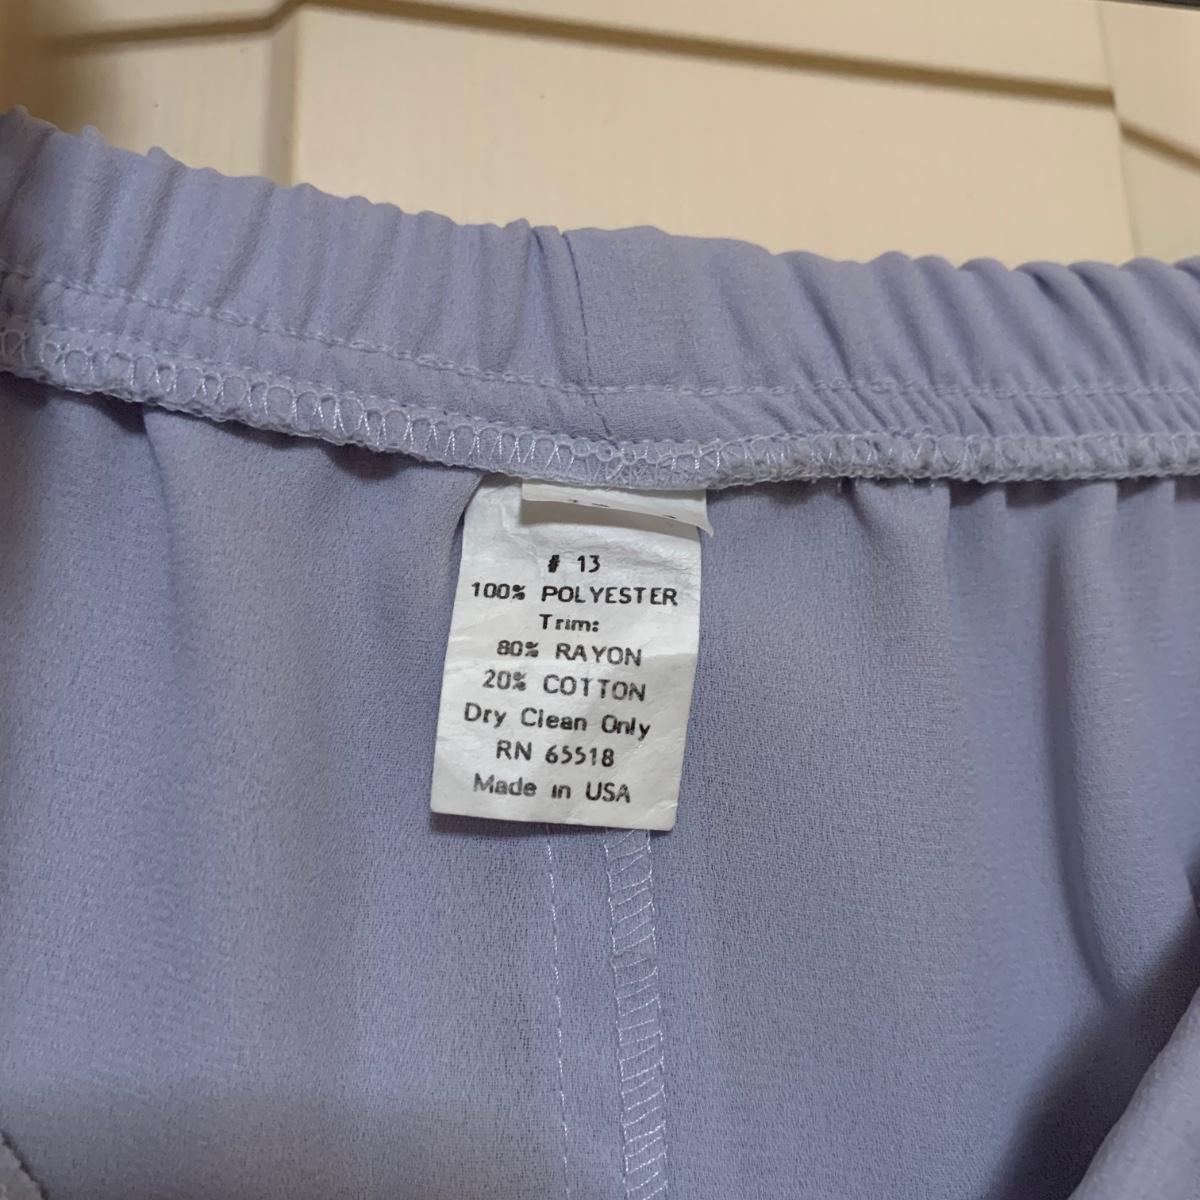 # 13
100% POLYESTER
Trim:
80% RAYON
20% COTTON
Dry Clean Only
RN 65518
Made in USA